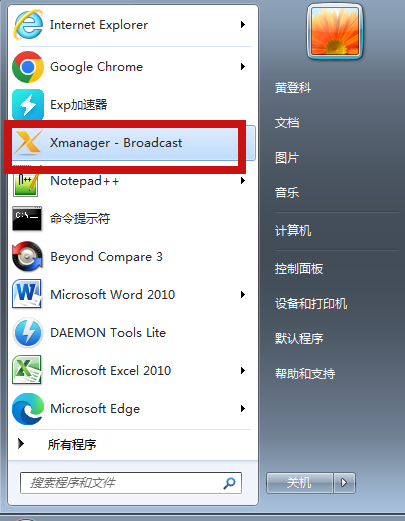 Internet Explorer
Google Chrome
Exp加速器
Xmanager - Broadcast
Notepad++
命令提示符
Beyond Compare 3
Microsoft Word 2010
DAEMON Tools Lite
Microsoft Excel 2010
Microsoft Edge
所有程序
搜索程序和文件
黄登科
文档
图片
音乐
计算机
控制面板
设备和打印机
默认程序
帮助和支持
关机